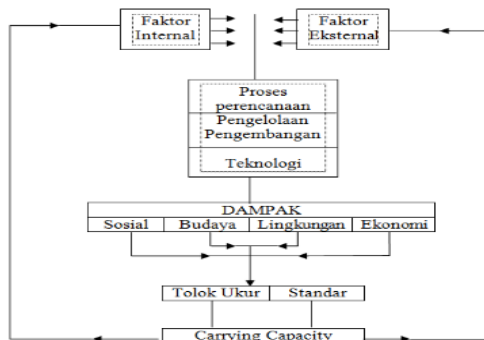 Faktor
Internal
Faktor
Eksternal
Proses
perencanaan
Pengelolaan
Pengembangan
Teknologi
DAMPAK
Sosial Budaya Lingkungan Ekonomi
Tolok Ukur Standar
Carrying Capacity